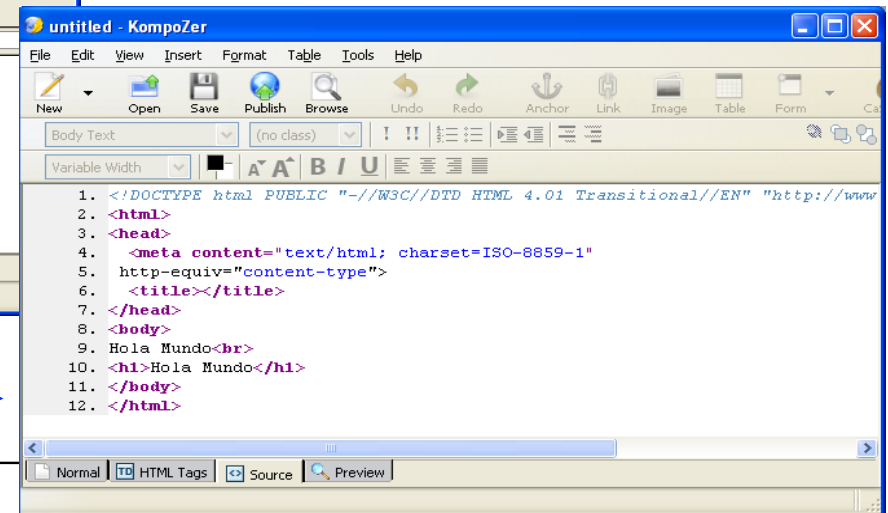 untitled - KompoZer
File Edit View Insert Format Table Tools Help
New Open Save Publish Browse Undo Redo Anchor Link Image Table Form
Body Text (no class) ! !!
Variable Width A A B I U
1. <!DOCTYPE html PUBLIC "-//W3C//DTD HTML 4.01 Transitional//EN" "http://www
2. <html>
3. <head>
4. <meta content="text/html; charset=ISO-8859-1"
5. http-equiv="content-type">
6. <title></title>
7. </head>
8. <body>
9. Hola Mundo<br>
10. <h1>Hola Mundo</h1>
11. </body>
12. </html>
Normal TD HTML Tags Source Preview